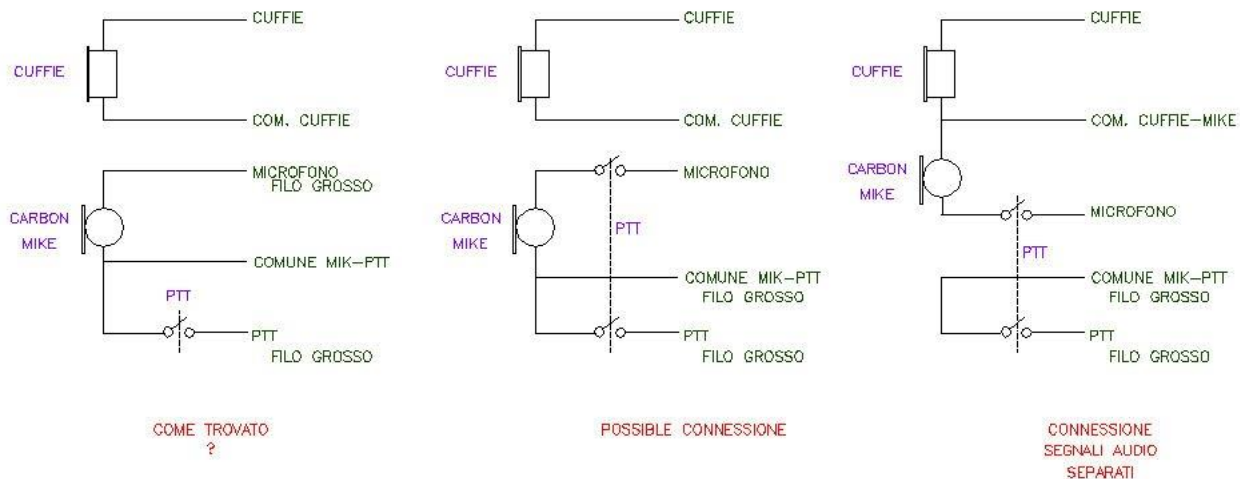 CUFFIE
CUFFIE
COM. CUFFIE
MICROFONO
FILO GROSSO
CARBON
MIKE
COMUNE MIK-PTT
PTT
PTT
FILO GROSSO
COME TROVATO
?
CUFFIE
CUFFIE
COM. CUFFIE
MICROFONO
CARBON
MIKE
PTT
COMUNE MIK-PTT
FILO GROSSO
PTT
FILO GROSSO
POSSIBLE CONNESSIONE
CUFFIE
CUFFIE
COM. CUFFIE-MIKE
CARBON
MIKE
MICROFONO
PTT
COMUNE MIK-PTT
FILO GROSSO
PTT
FILO GROSSO
CONNESSIONE
SEGNALI AUDIO
SEPARATI